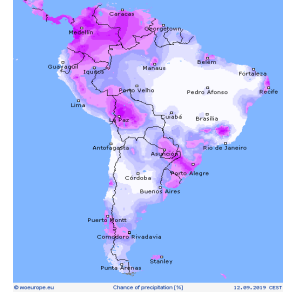 Caracas
Medellín
Georgetown
Guayaquil
Iquitos
Manaus
Belém
Fortaleza
Lima
Porto Velho
Pedro Afonso
Recife
La Paz
Cuiabá
Brasília
Antofagasta
Asunción
Rio de Janeiro
Porto Alegre
Córdoba
Buenos Aires
Puerto Montt
Comodoro Rivadavia
Punta Arenas
Stanley
© woeurope.eu Chance of precipitation [%] 12.09.2019 CEST